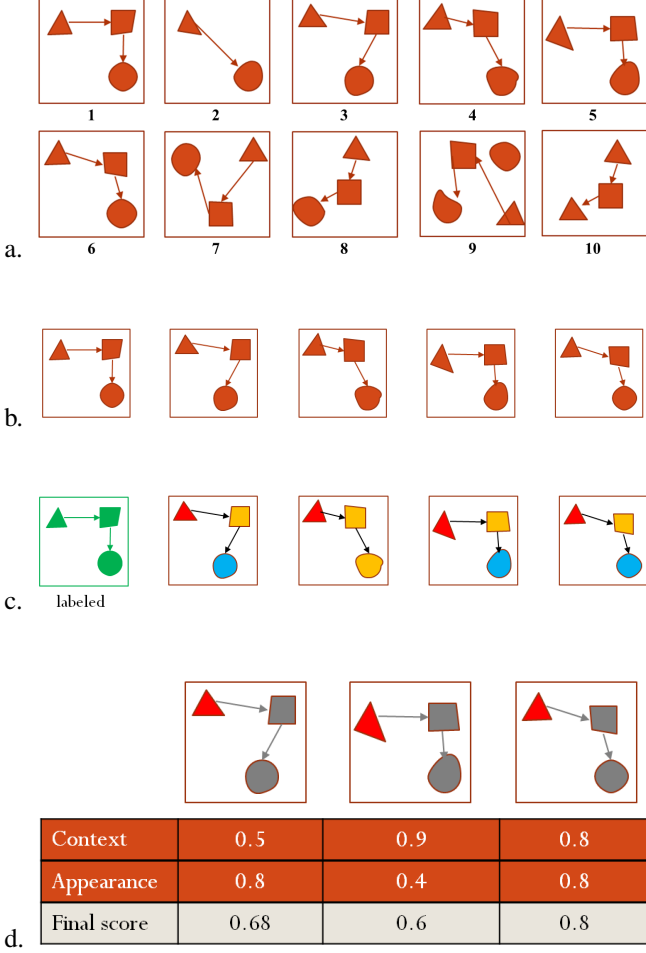 1 2 3 4 5
a.
6 7 8 9 10
b.
c.
labeled
Context 0.5 0.9 0.8
Appearance 0.8 0.4 0.8
d.
Final score 0.68 0.6 0.8